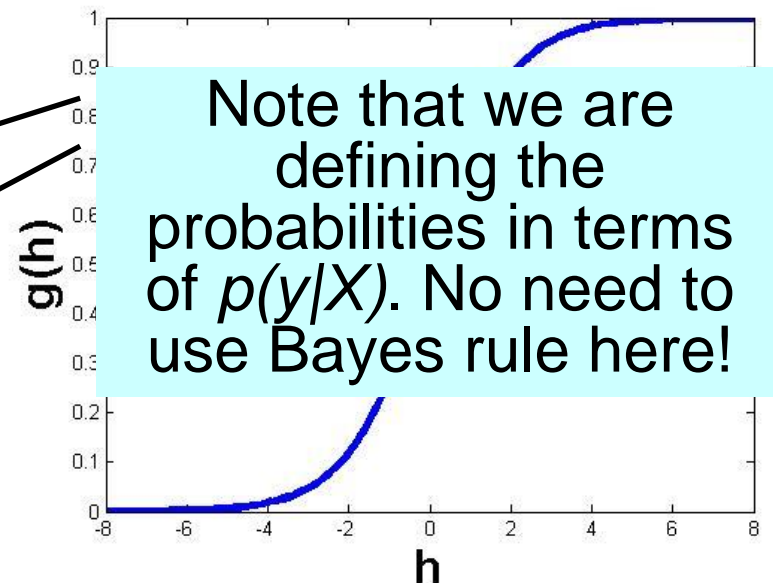 1
0.9
0.8
0.7
0.6
0.5
0.4
0.3
0.2
0.1
0
g(h)
Note that we are
defining the
probabilities in terms
of p(y|X). No need to
use Bayes rule here!
-8 -6 -4 -2 0 2 4 6 8
h